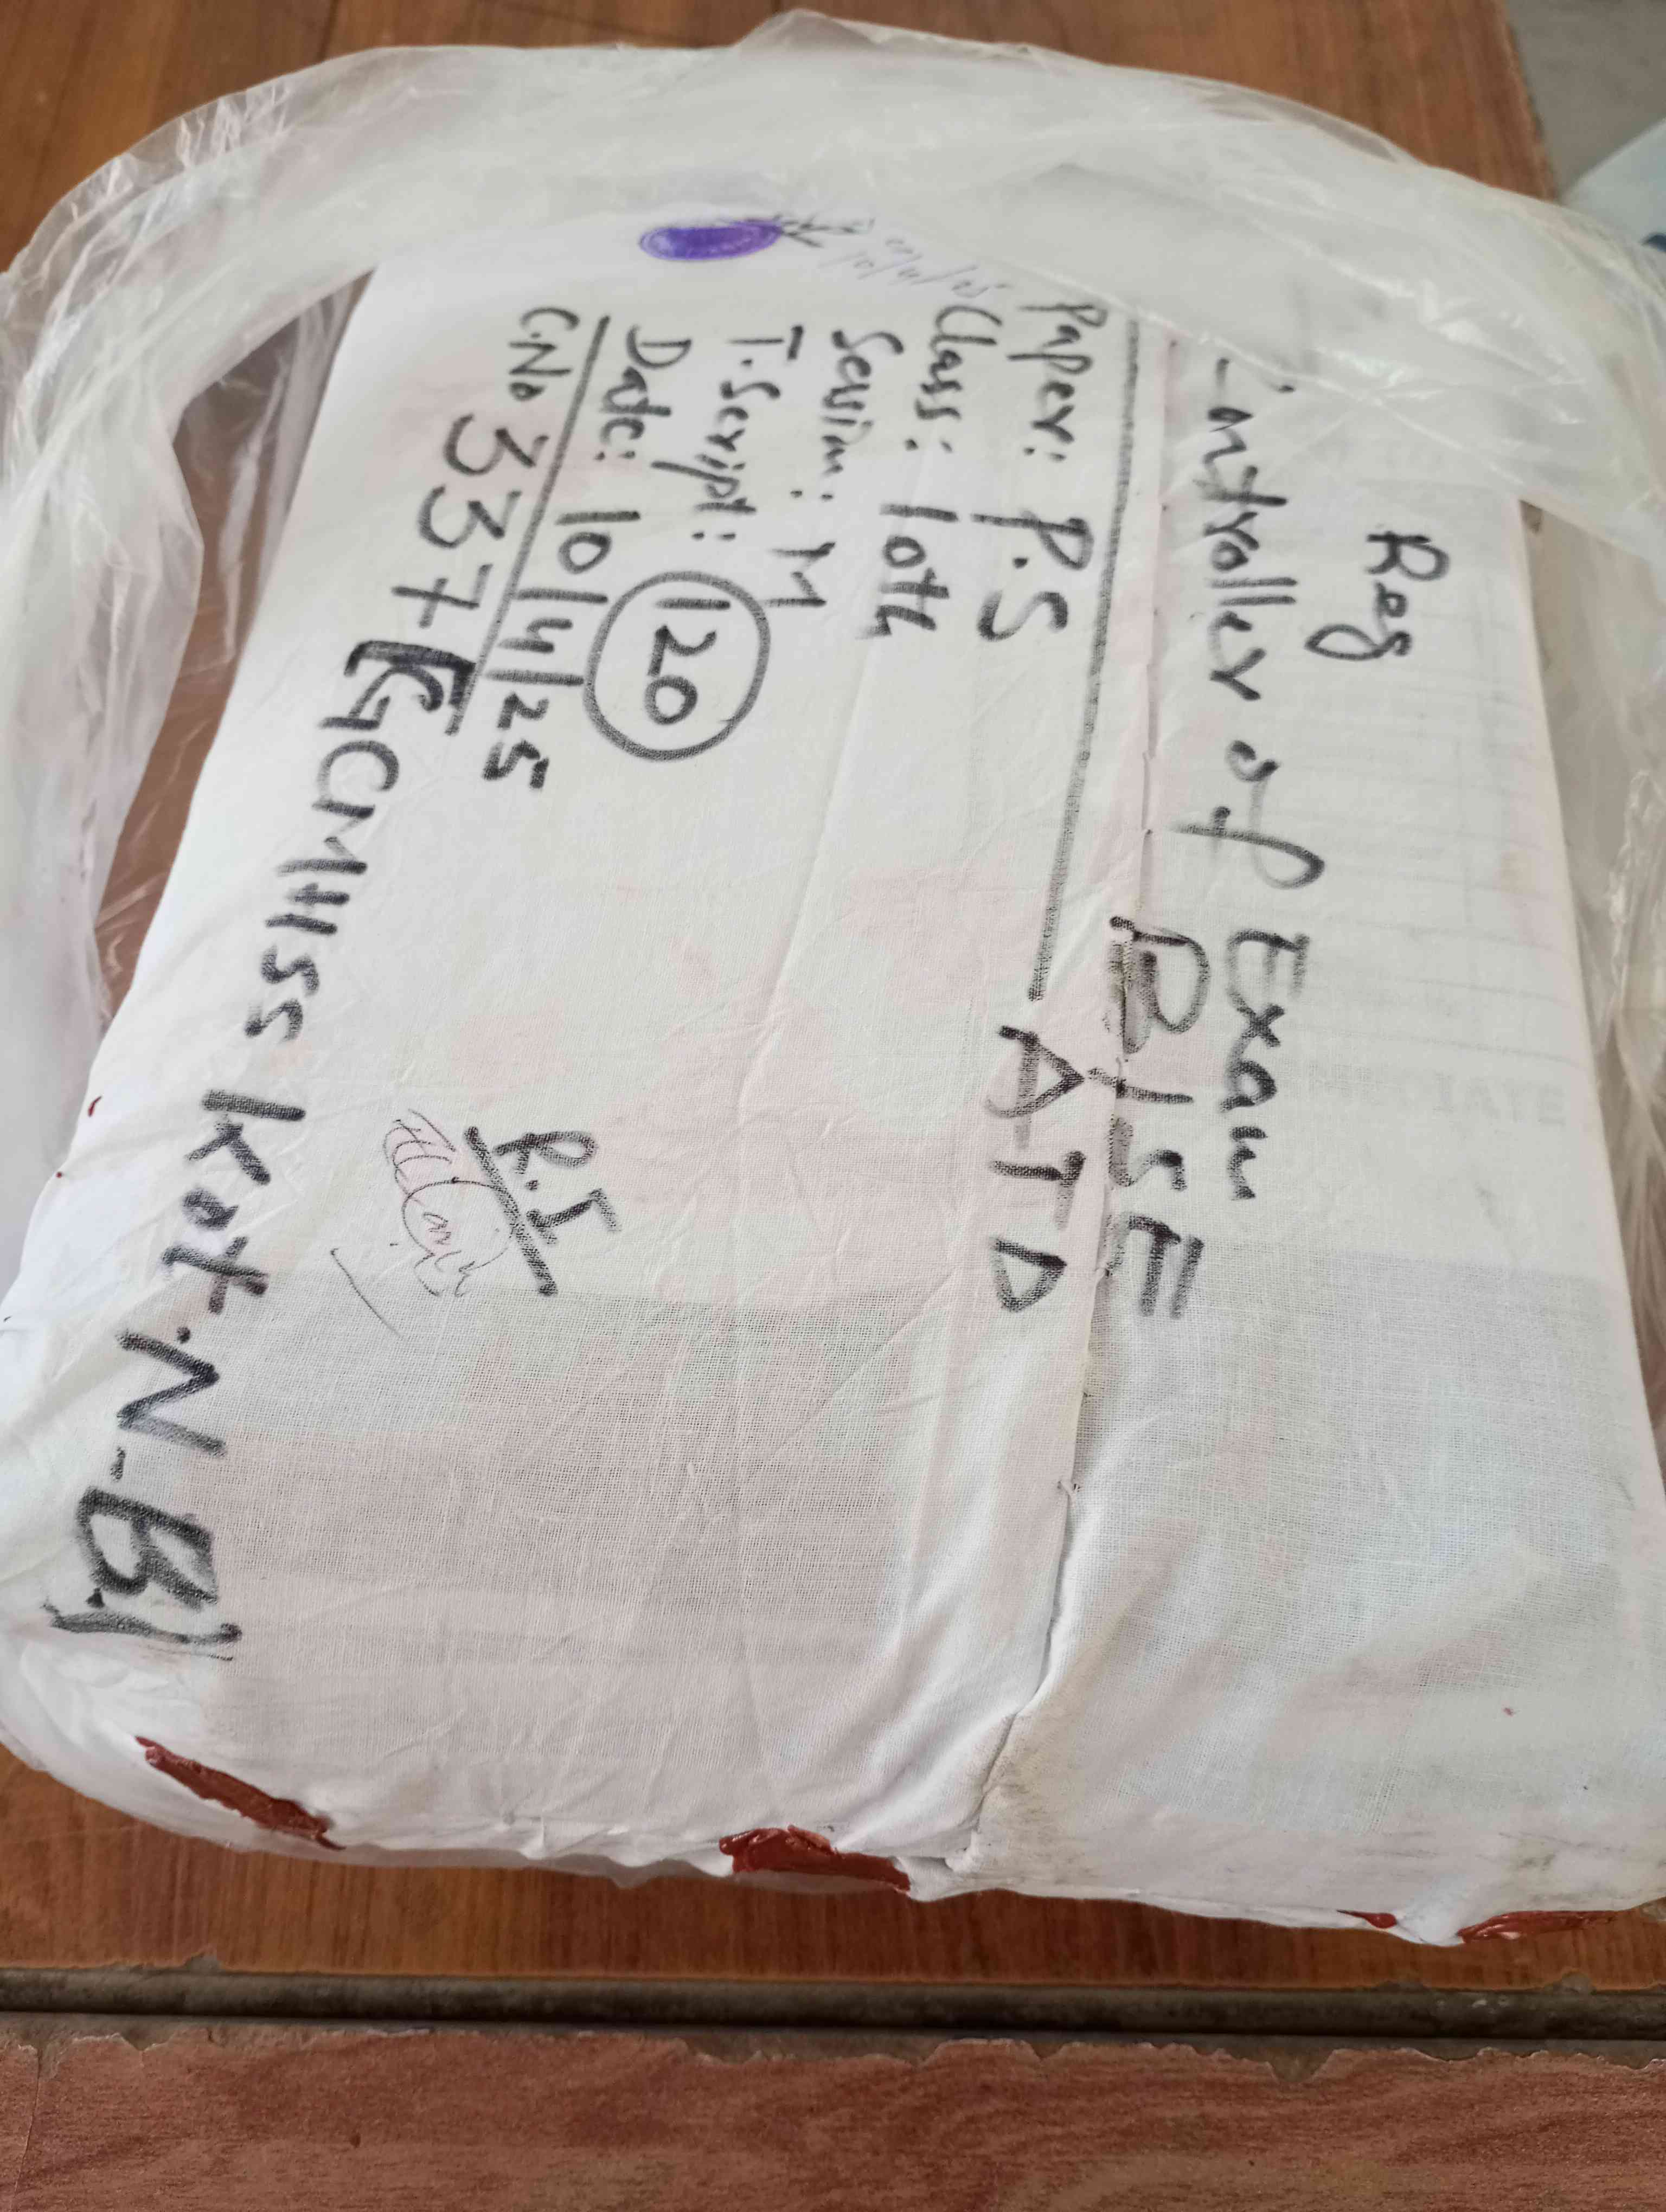 Reg
Controller of Exam
BISE
ATD
Paper: P.S
Class: 10th
Session: M
T. Script: 120
Date: 10/4/25
C.No 337 [GCMHSS Kot.N-B]
R.I